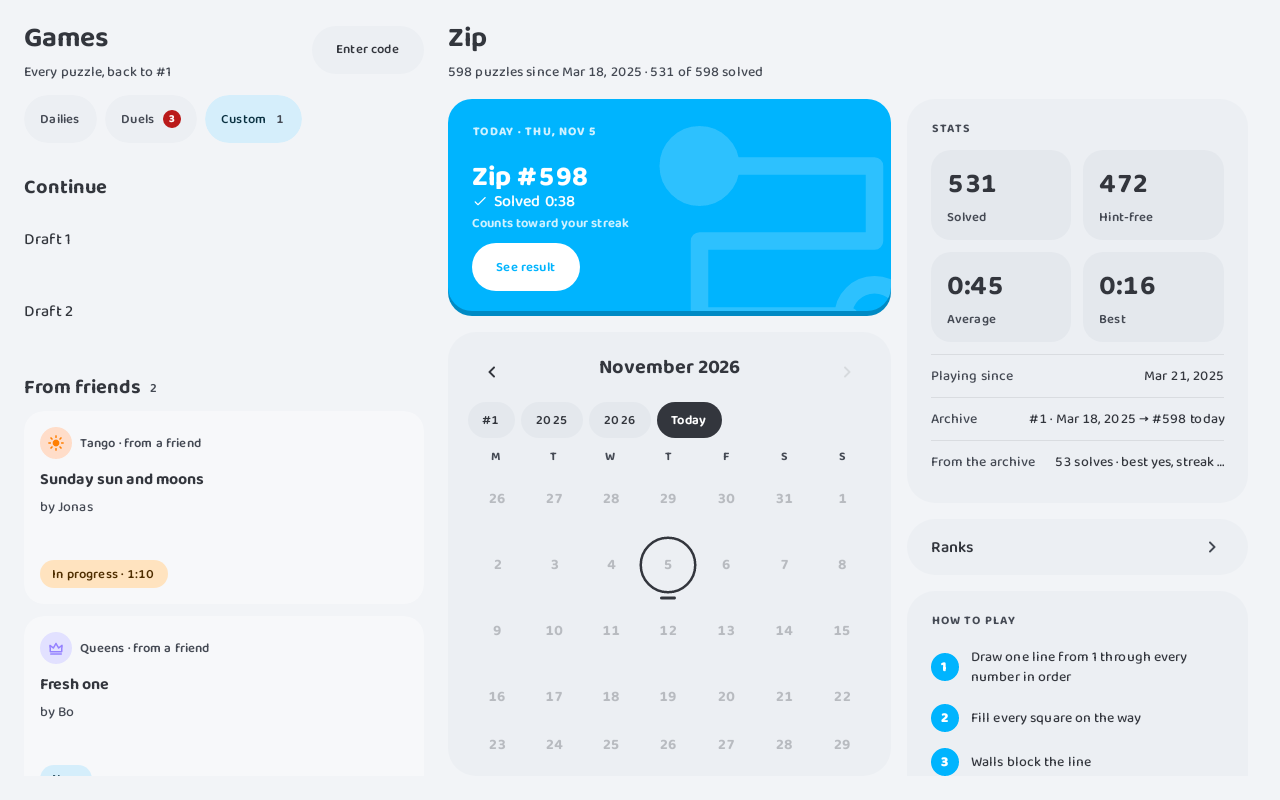 Games
Enter code
Every puzzle, back to #1
Dailies
Duels 3
Custom 1
Continue
Draft 1
Draft 2
From friends 2
Tango · from a friend
Sunday sun and moons
by Jonas
In progress · 1:10
Queens · from a friend
Fresh one
by Bo
Zip
598 puzzles since Mar 18, 2025 · 531 of 598 solved
TODAY · THU, NOV 5
Zip #598
Solved 0:38
Counts toward your streak
See result
November 2026
#1 2025 2026 Today
M T W T F S S
26 27 28 29 30 31 1
2 3 4 5 6 7 8
9 10 11 12 13 14 15
16 17 18 19 20 21 22
23 24 25 26 27 28 29
STATS
531 472
Solved Hint-free
0:45 0:16
Average Best
Playing since Mar 21, 2025
Archive #1 · Mar 18, 2025 → #598 today
From the archive 53 solves · best yes, streak ...
Ranks
HOW TO PLAY
1 Draw one line from 1 through every
number in order
2 Fill every square on the way
3 Walls block the line